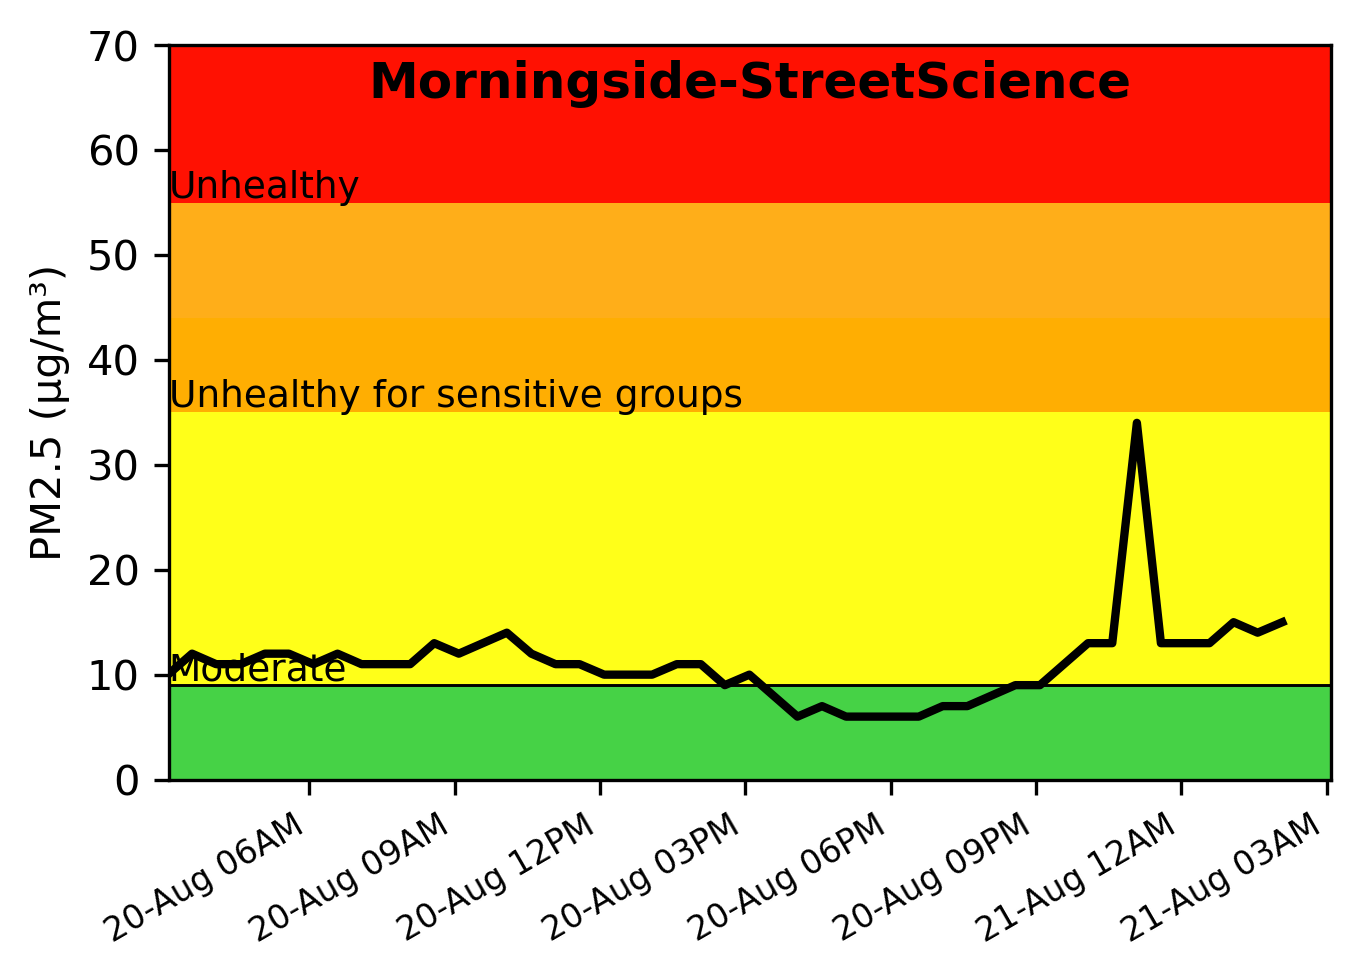 Morningside-StreetScience
PM2.5 (µg/m³)
70
60
50
40
30
20
10
0
Unhealthy
Unhealthy for sensitive groups
Moderate
20-Aug 06AM
20-Aug 09AM
20-Aug 12PM
20-Aug 03PM
20-Aug 06PM
20-Aug 09PM
21-Aug 12AM
21-Aug 03AM